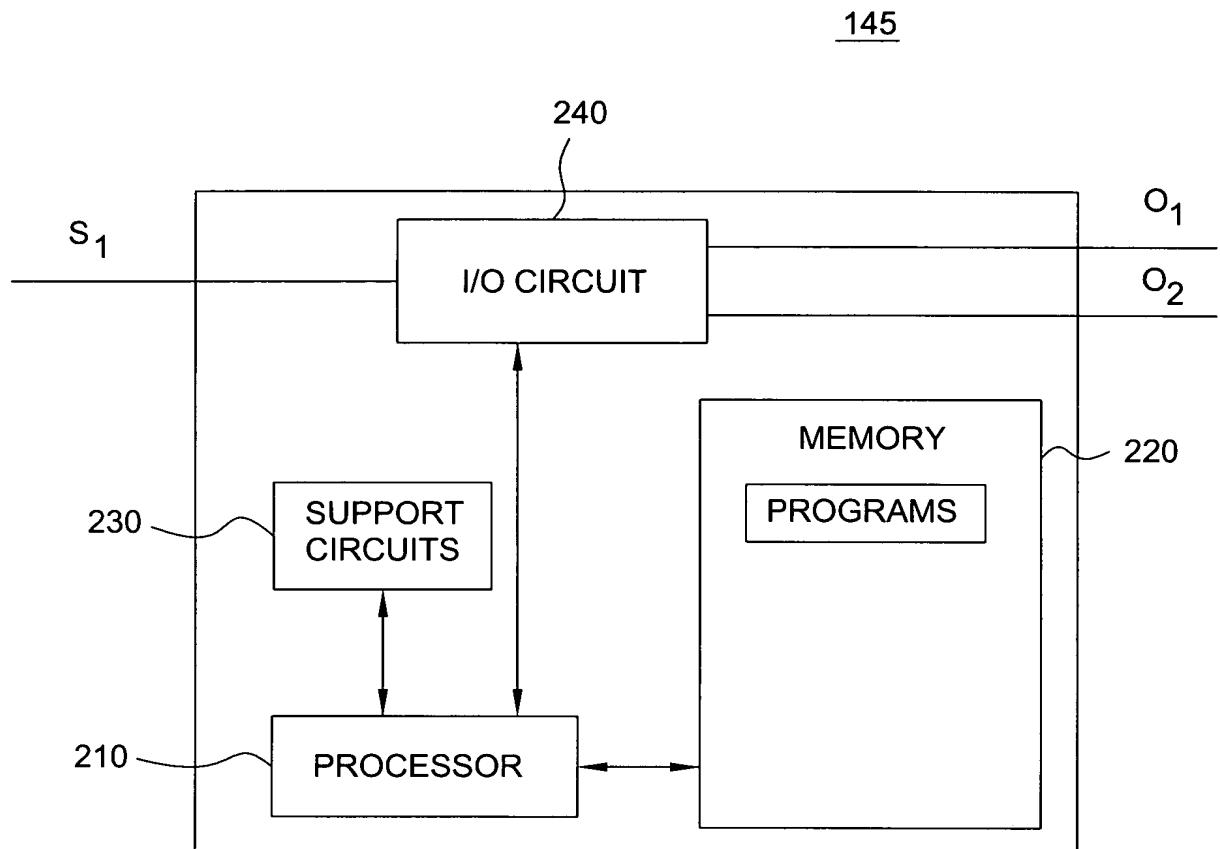 145
240
S1
O1
I/O CIRCUIT
O2
MEMORY
220
PROGRAMS
230
SUPPORT
CIRCUITS
210
PROCESSOR